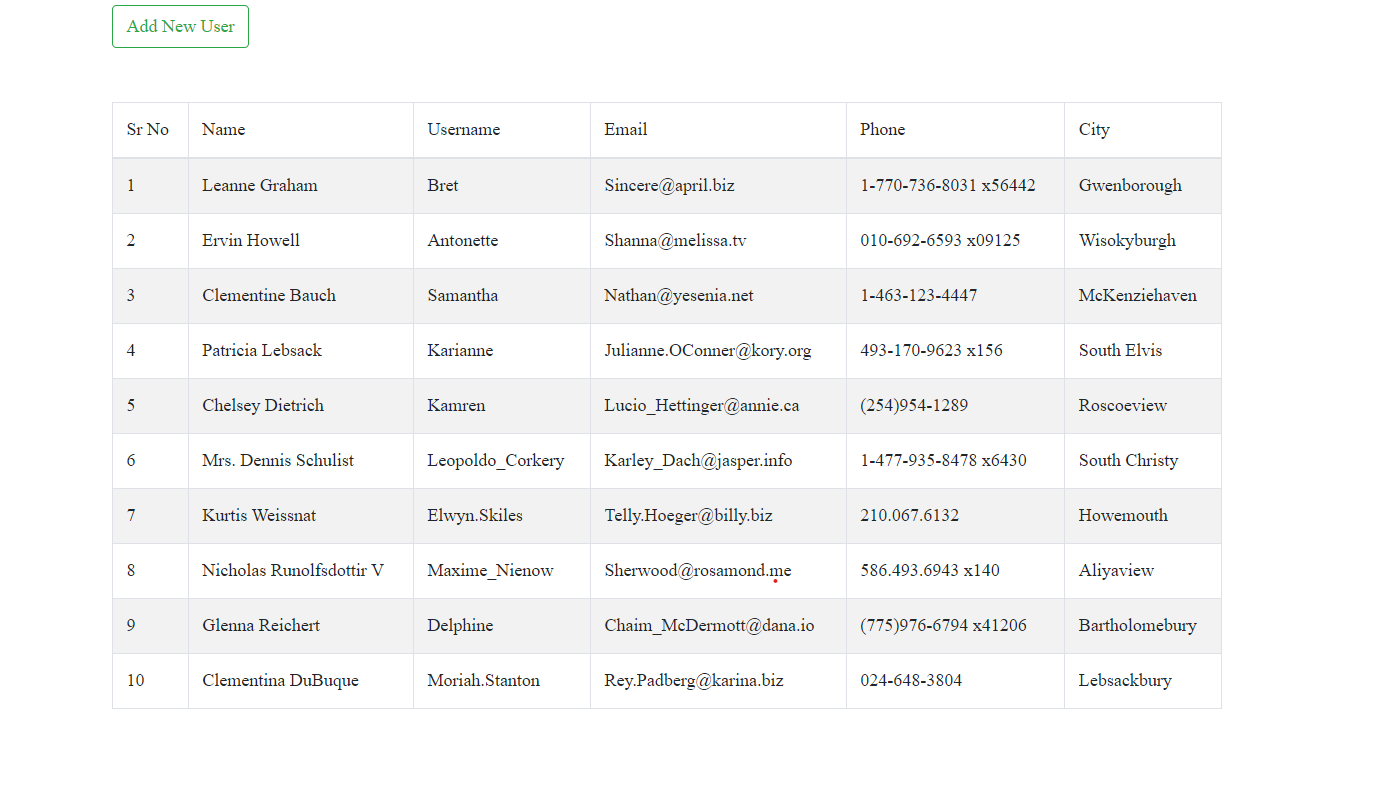 Add New User
Sr No Name Username Email Phone City
1 Leanne Graham Bret Sincere@april.biz 1-770-736-8031 x56442 Gwenborough
2 Ervin Howell Antonette Shanna@melissa.tv 010-692-6593 x09125 Wisokyburgh
3 Clementine Bauch Samantha Nathan@yesenia.net 1-463-123-4447 McKenziehaven
4 Patricia Lebsack Karianne Julianne.OConner@kory.org 493-170-9623 x156 South Elvis
5 Chelsey Dietrich Kamren Lucio_Hettinger@annie.ca (254)954-1289 Roscoeview
6 Mrs. Dennis Schulist Leopoldo_Corkery Karley_Dach@jasper.info 1-477-935-8478 x6430 South Christy
7 Kurtis Weissnat Elwyn.Skiles Telly.Hoeger@billy.biz 210.067.6132 Howemouth
8 Nicholas Runolfsdottir V Maxime_Nienow Sherwood@rosamond.me 586.493.6943 x140 Aliyaview
9 Glenna Reichert Delphine Chaim_McDermott@dana.io (775)976-6794 x41206 Bartholomebury
10 Clementina DuBuque Moriah.Stanton Rey.Padberg@karina.biz 024-648-3804 Lebsackbury